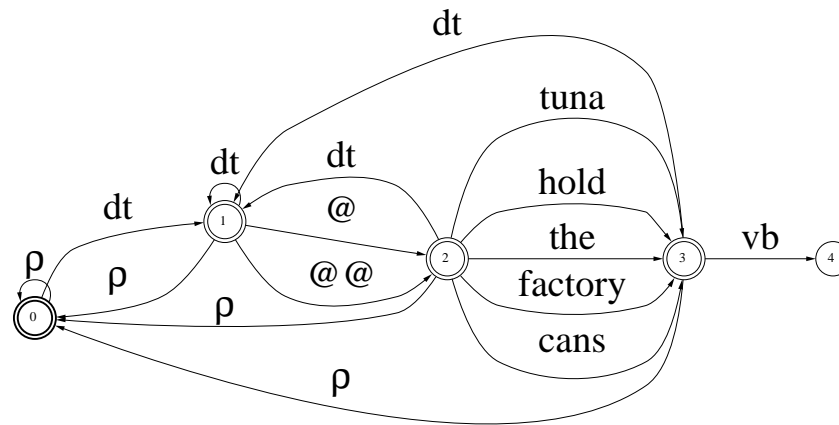 dt
tuna
dt
dt
hold
@
dt
1
the
vb
2
3
4
ρ
ρ
@ @
factory
0
ρ
cans
ρ